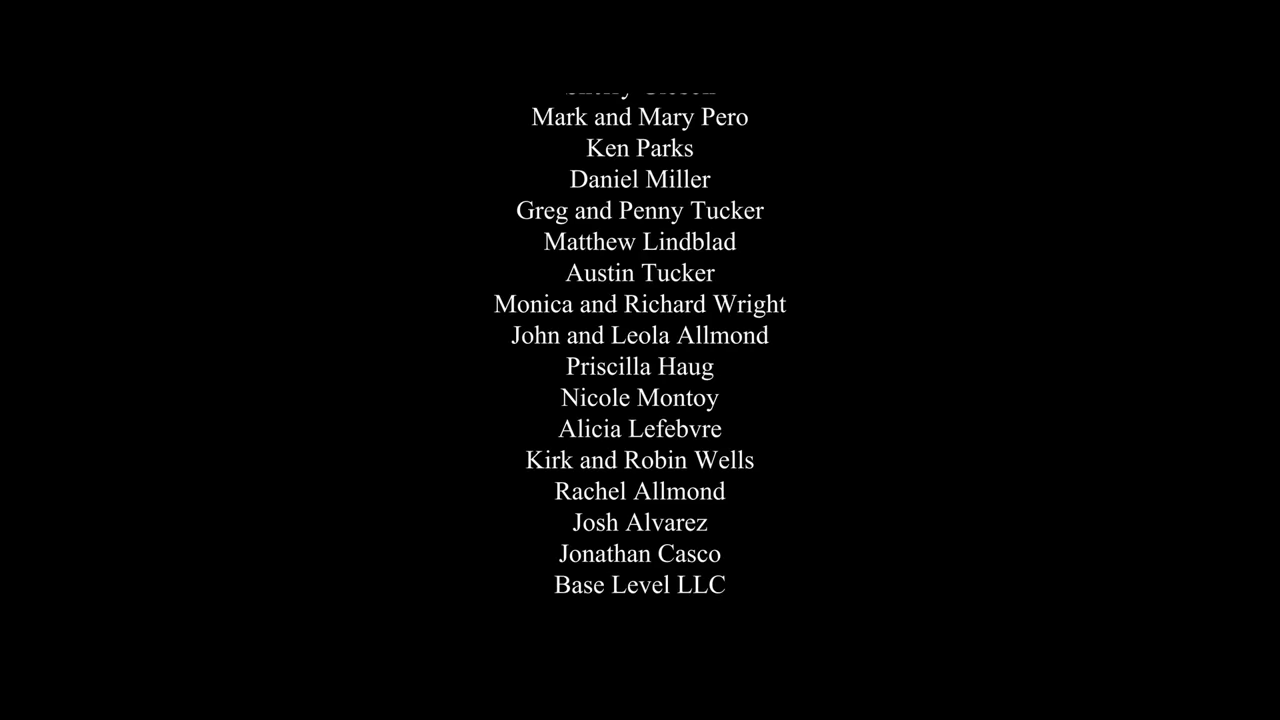 Mark and Mary Pero
Ken Parks
Daniel Miller
Greg and Penny Tucker
Matthew Lindblad
Austin Tucker
Monica and Richard Wright
John and Leola Allmond
Priscilla Haug
Nicole Montoy
Alicia Lefebvre
Kirk and Robin Wells
Rachel Allmond
Josh Alvarez
Jonathan Casco
Base Level LLC